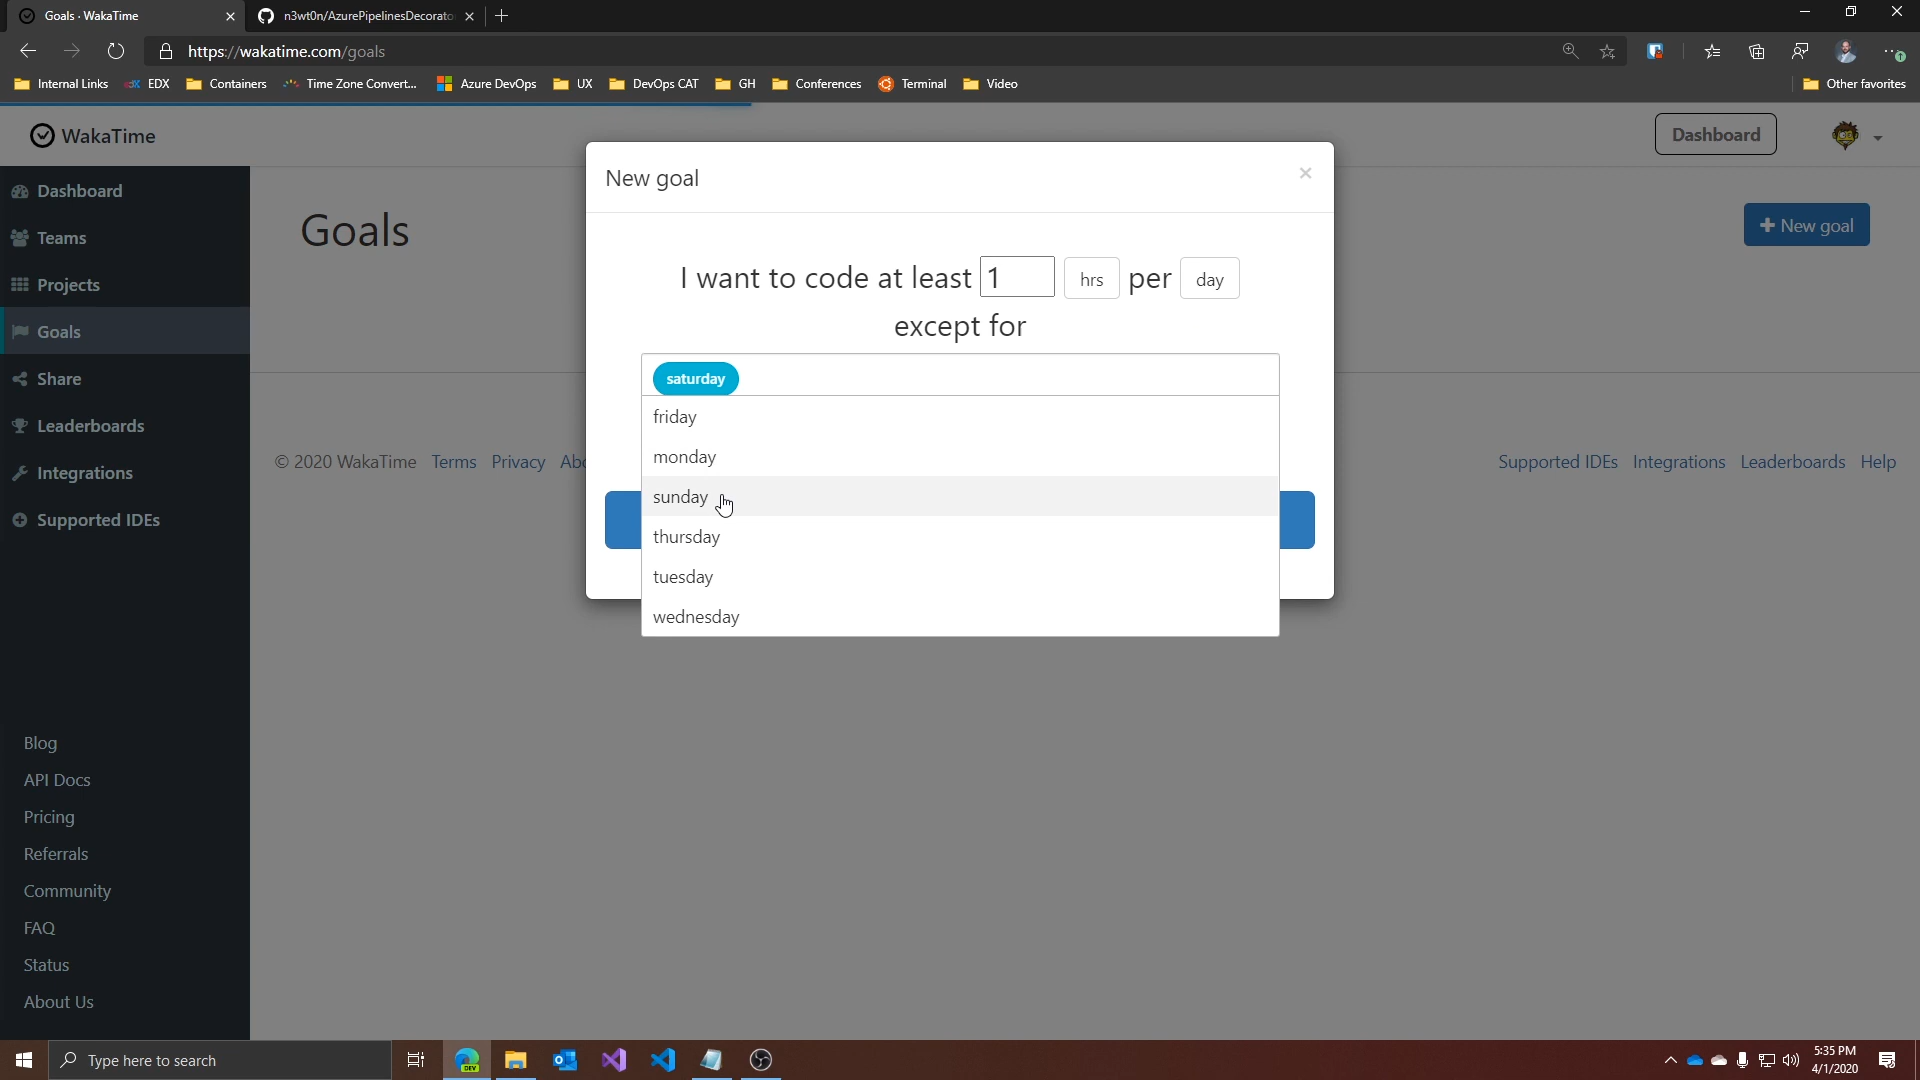 Goals · WakaTime
n3wt0n/AzurePipelinesDecorato
https://wakatime.com/goals
Internal Links
EDX
Containers
Time Zone Convert...
Azure DevOps
UX
DevOps CAT
GH
Conferences
Terminal
Video
Other favorites
WakaTime
Dashboard
Dashboard
Teams
Projects
Goals
Share
Leaderboards
Integrations
Supported IDEs
Blog
API Docs
Pricing
Referrals
Community
FAQ
Status
About Us
Goals
New goal
New goal
×
I want to code at least 1 hrs per day
except for
saturday
friday
monday
sunday
thursday
tuesday
wednesday
© 2020 WakaTime Terms Privacy Abo
Supported IDEs Integrations Leaderboards Help
Type here to search
DEV
5:35 PM
4/1/2020